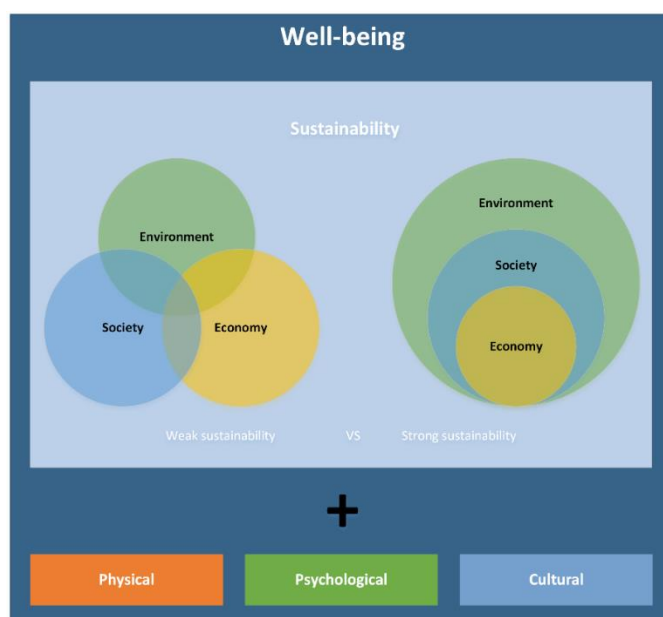 Well-being
Sustainability
Environment
Society
Economy
Environment
Society
Economy
Weak sustainability VS Strong sustainability
+
Physical
Psychological
Cultural